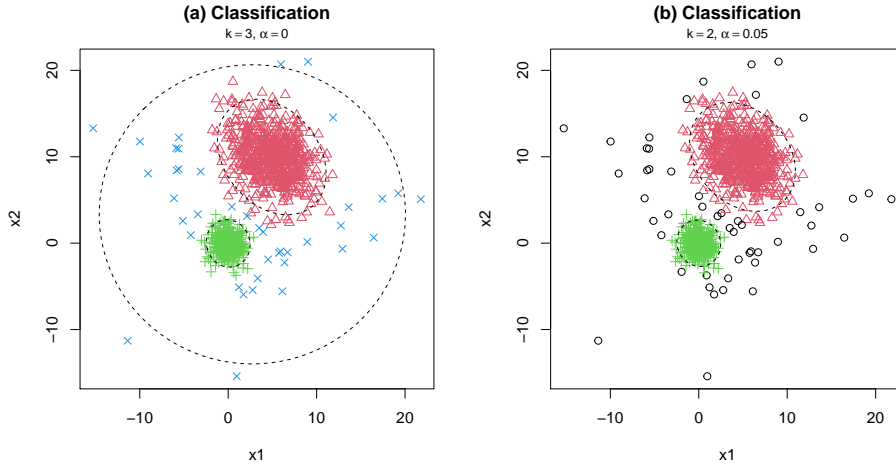 (a) Classification
k = 3, α = 0
x2
20
10
0
−10
−10
0
10
20
x1
(b) Classification
k = 2, α = 0.05
x2
20
10
0
−10
−10
0
10
20
x1